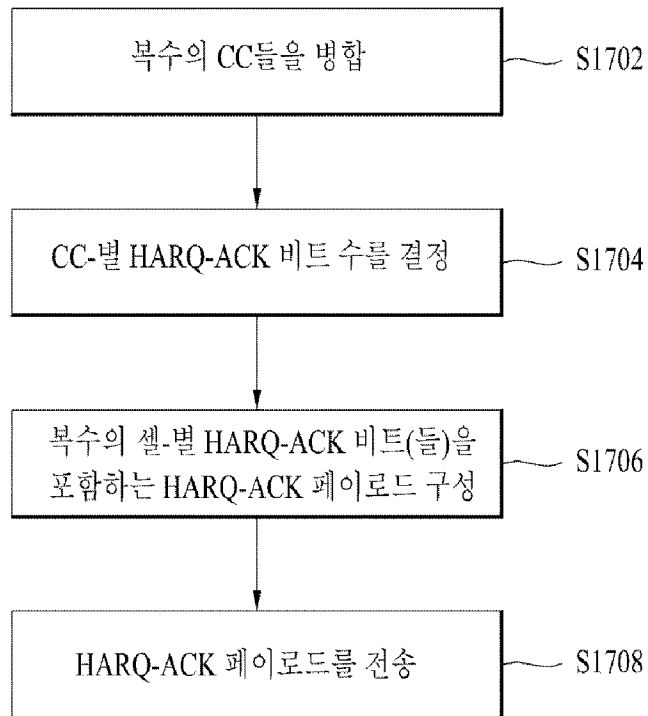 복수의 CC들을 병합
S1702
CC-별 HARQ-ACK 비트 수를 결정
S1704
복수의 셀-별 HARQ-ACK 비트(들)을
포함하는 HARQ-ACK 페이로드 구성
S1706
HARQ-ACK 페이로드를 전송
S1708